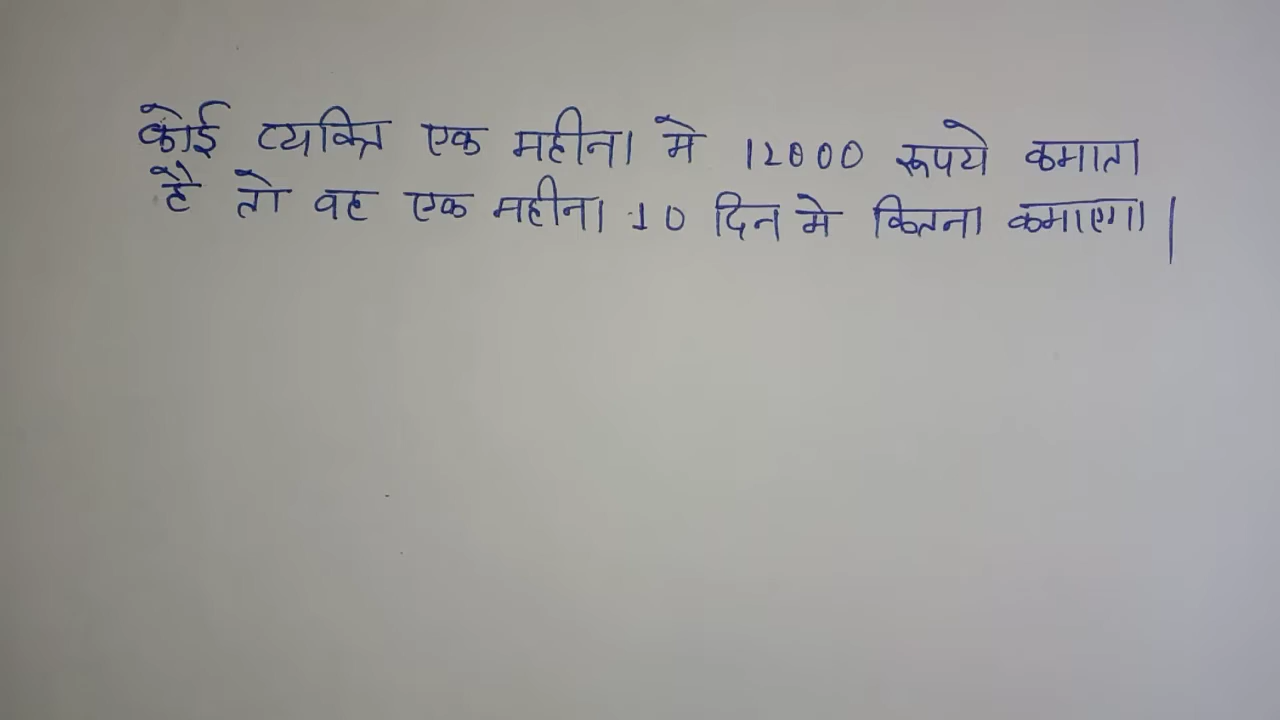 कोई व्यक्ति एक महीना मे 12000 रूपये कमाता
है तो वह एक महीना 10 दिन मे कितना कमाएगा।